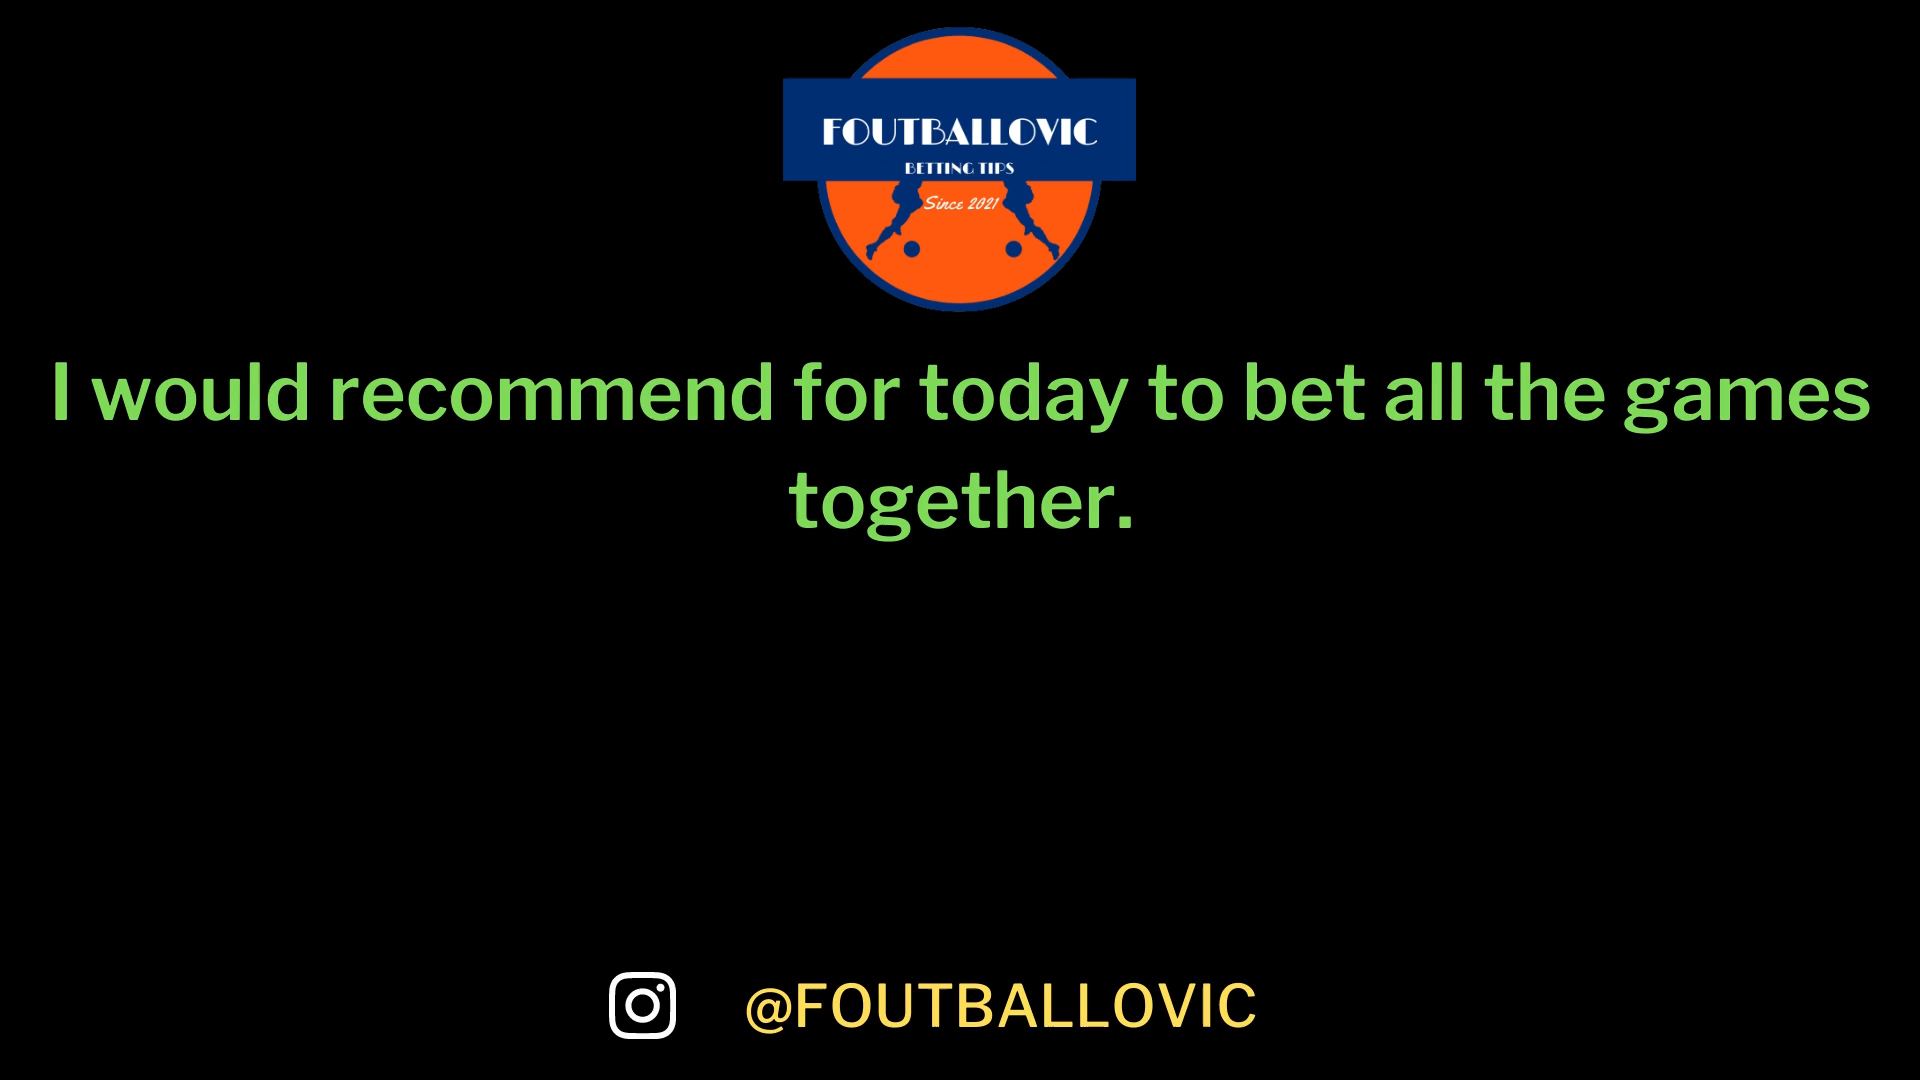 FOUTBALLOVIC
BETTING TIPS
Since 2021
I would recommend for today to bet all the games
together.
@FOUTBALLOVIC